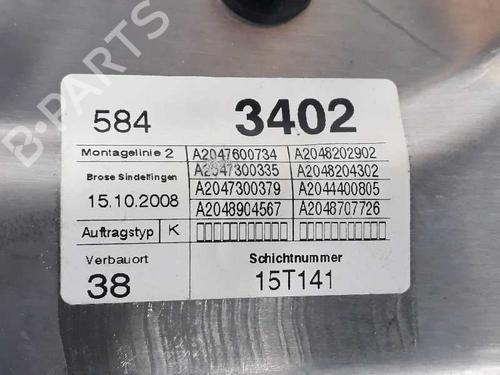 584 3402
Montagelinie 2 A2047600734 A2048202902
Brose Sindelfingen A2047300335 A2048204302
15.10.2008 A2047300379 A2044400805
A2048904567 A2048707726
Auftragstyp K
Verbauort Schichtnummer
38 15T141
B-PARTS